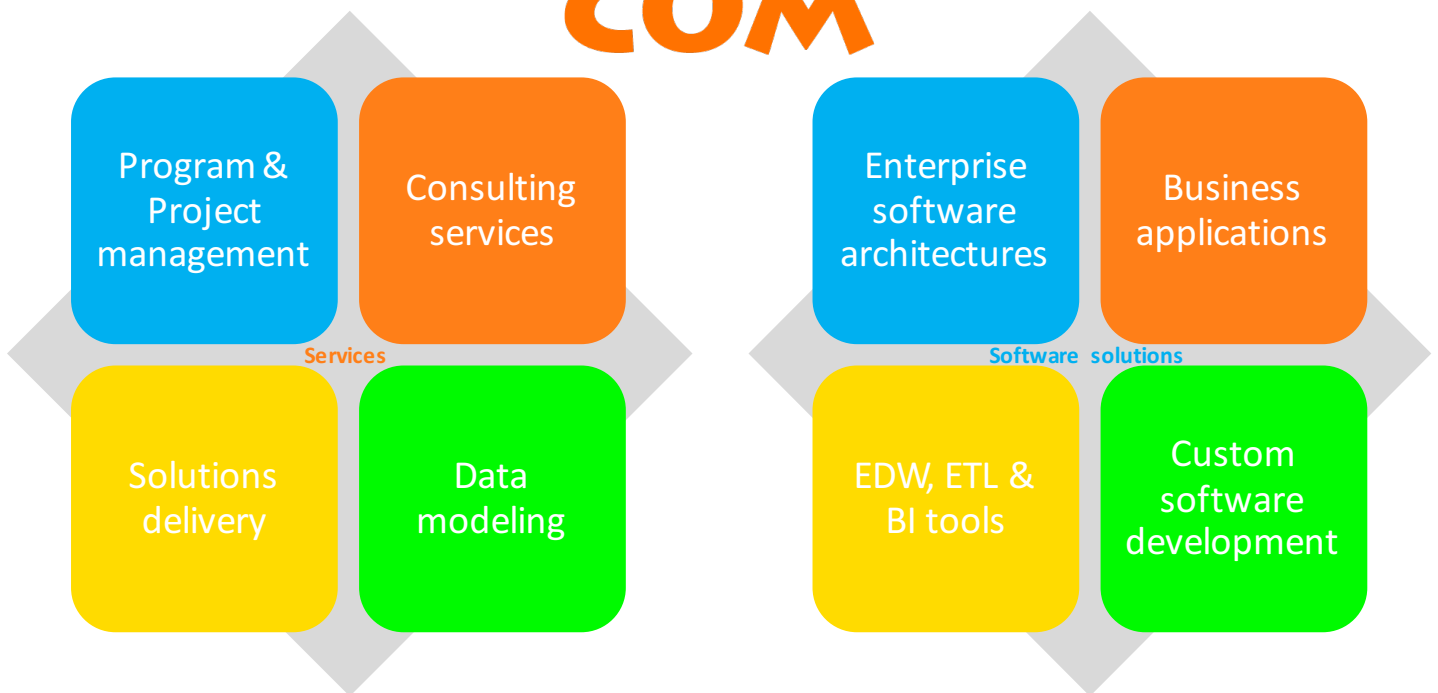 COM
Program &
Project
management
Consulting
services
Services
Solutions
delivery
Data
modeling
Enterprise
software
architectures
Business
applications
Software solutions
EDW, ETL &
BI tools
Custom
software
development